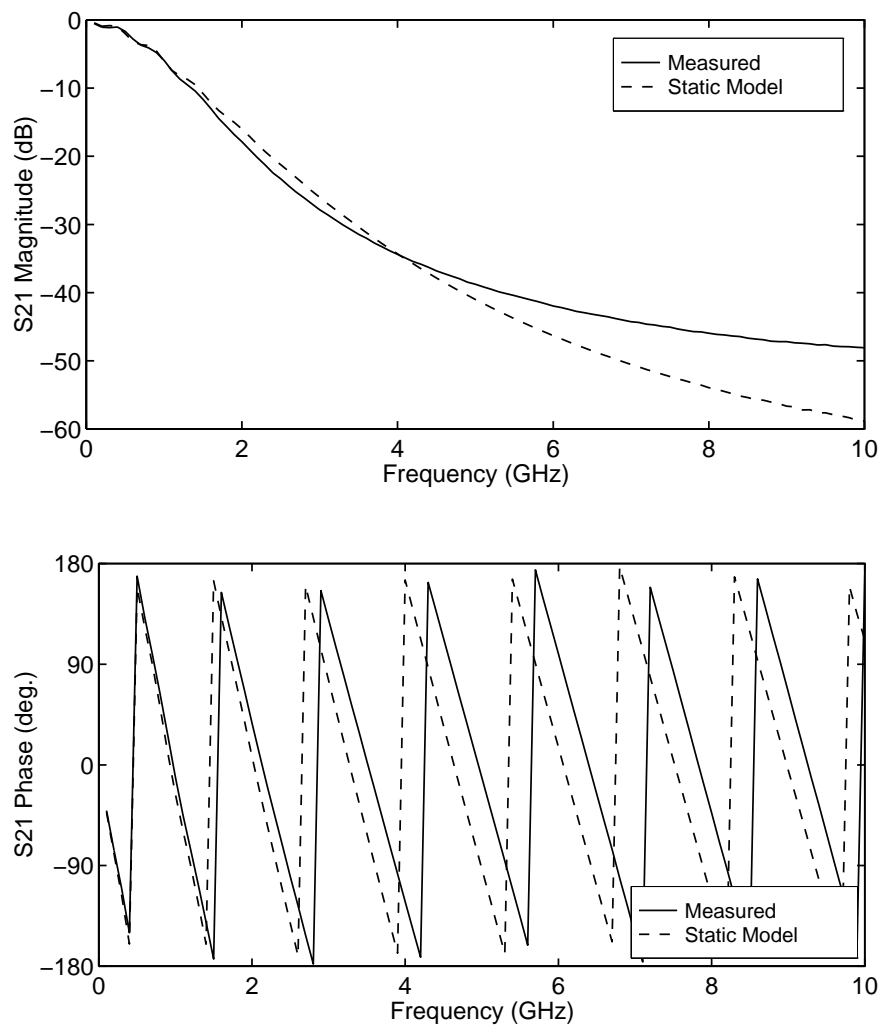 0
−10
−20
−30
−40
−50
−60
S21 Magnitude (dB)
Measured
Static Model
0 2 4 6 8 10
Frequency (GHz)
180
90
0
−90
−180
S21 Phase (deg.)
Measured
Static Model
0 2 4 6 8 10
Frequency (GHz)